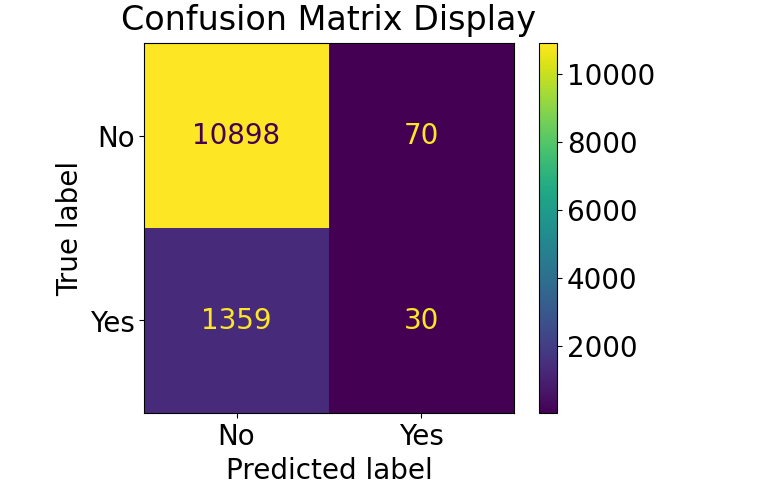 Confusion Matrix Display
No
10898
70
Yes
1359
30
No
Yes
Predicted label
True label
10000
8000
6000
4000
2000